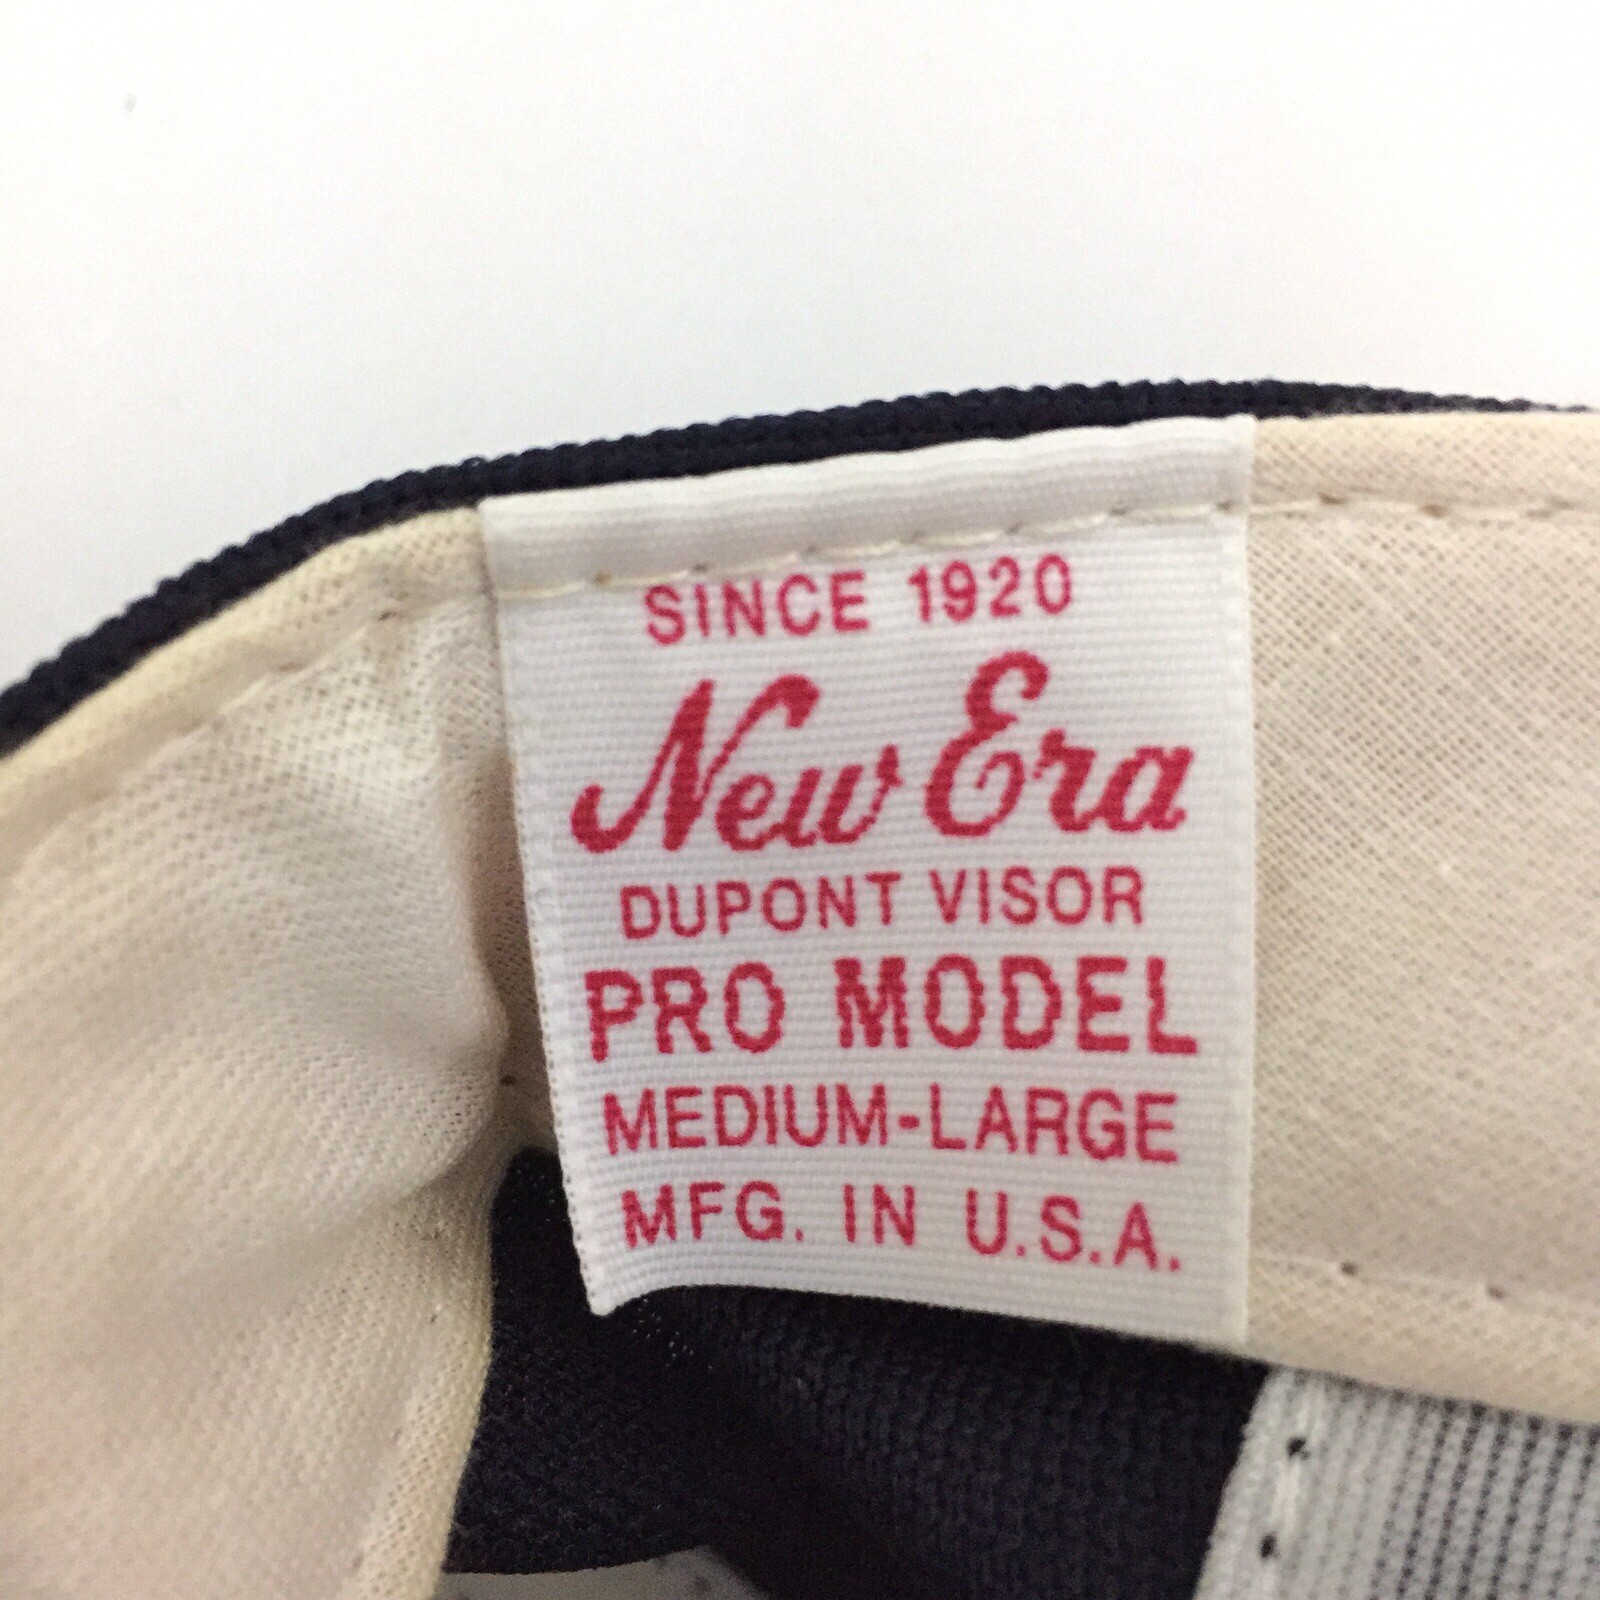 SINCE 1920
New Era
DUPONT VISOR
PRO MODEL
MEDIUM-LARGE
MFG. IN U.S.A.